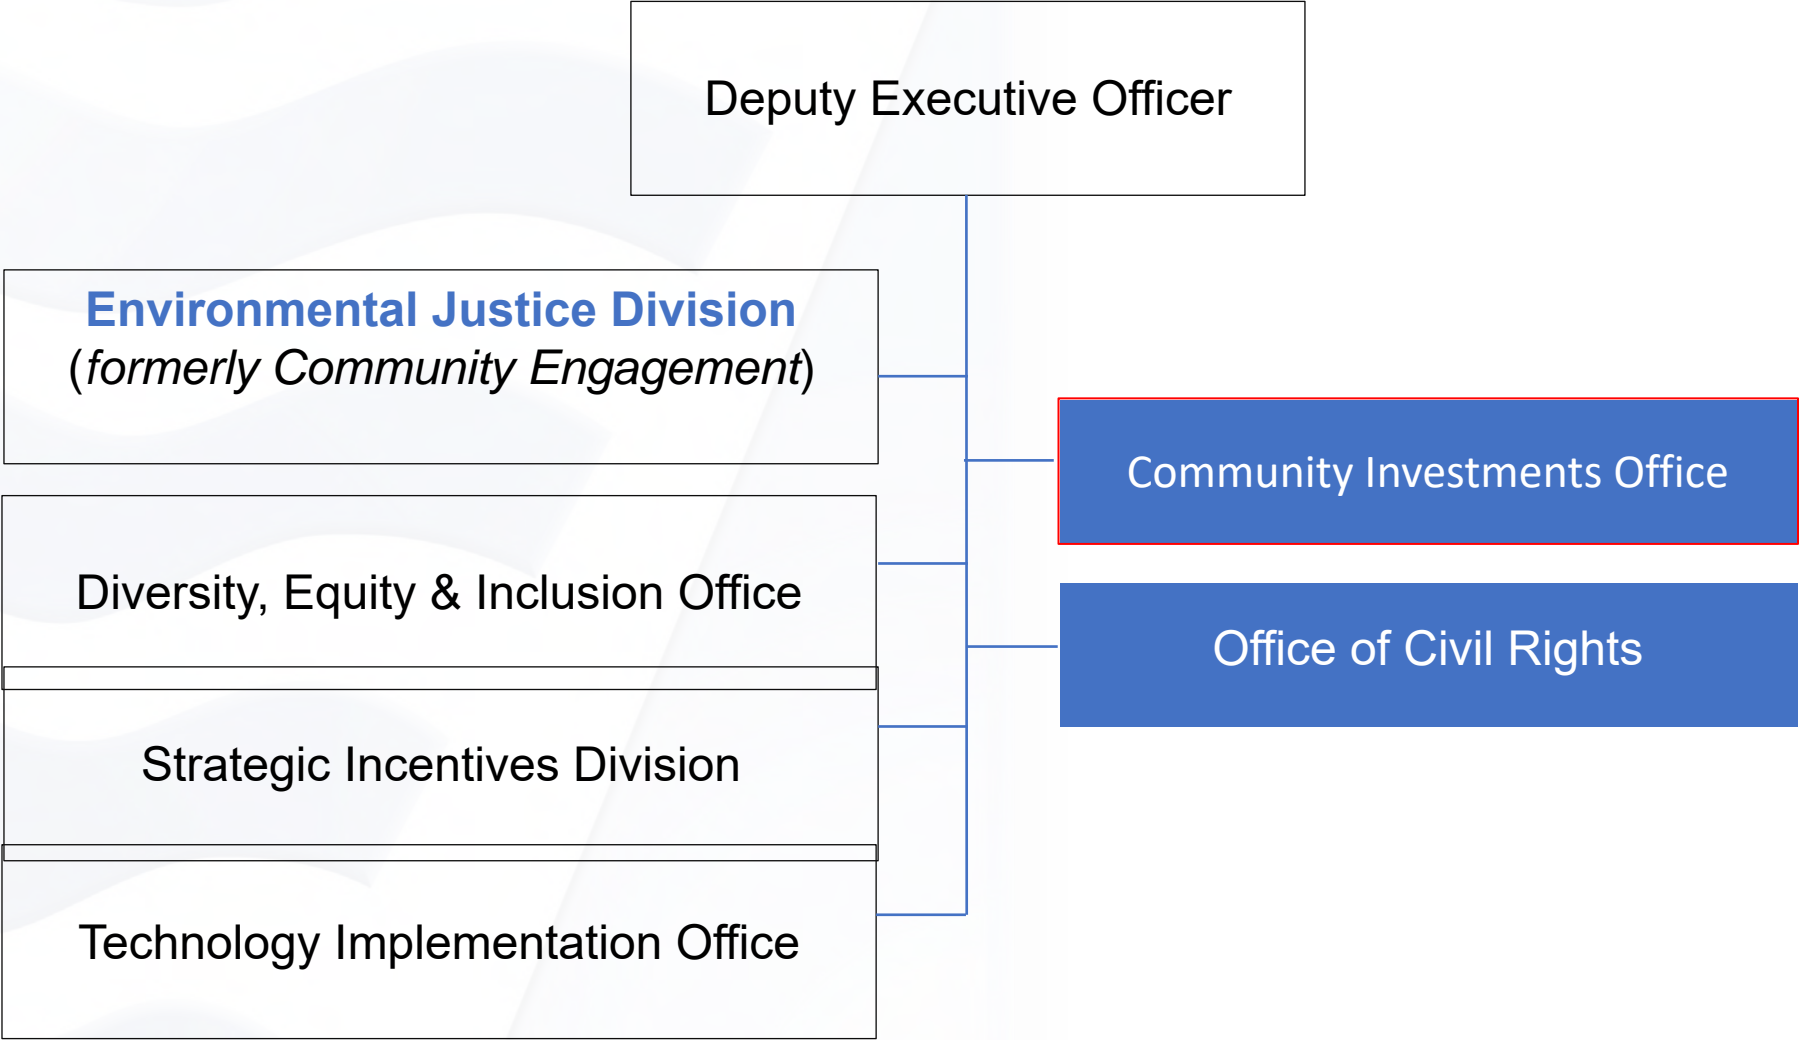 Deputy Executive Officer
Environmental Justice Division
(formerly Community Engagement)
Community Investments Office
Diversity, Equity & Inclusion Office
Office of Civil Rights
Strategic Incentives Division
Technology Implementation Office